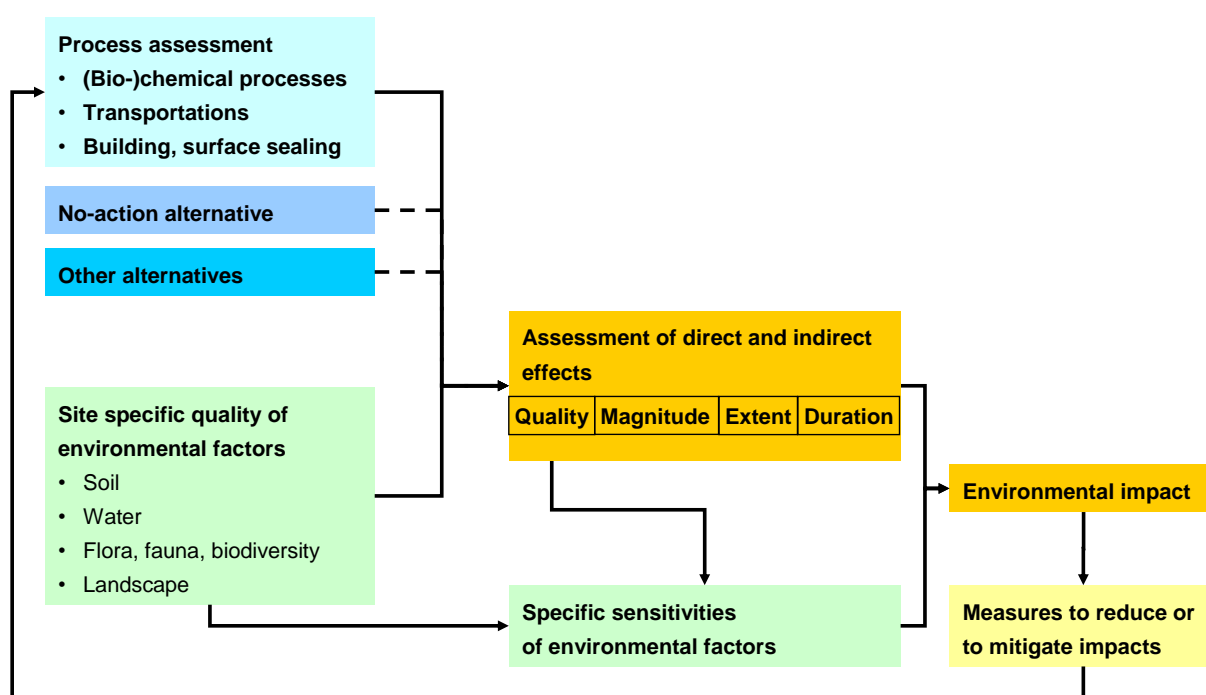 Process assessment
• (Bio-)chemical processes
• Transportations
• Building, surface sealing
No-action alternative
Other alternatives
Assessment of direct and indirect
effects
Quality Magnitude Extent Duration
Site specific quality of
environmental factors
• Soil
• Water
• Flora, fauna, biodiversity
• Landscape
Environmental impact
Specific sensitivities
of environmental factors
Measures to reduce or
to mitigate impacts